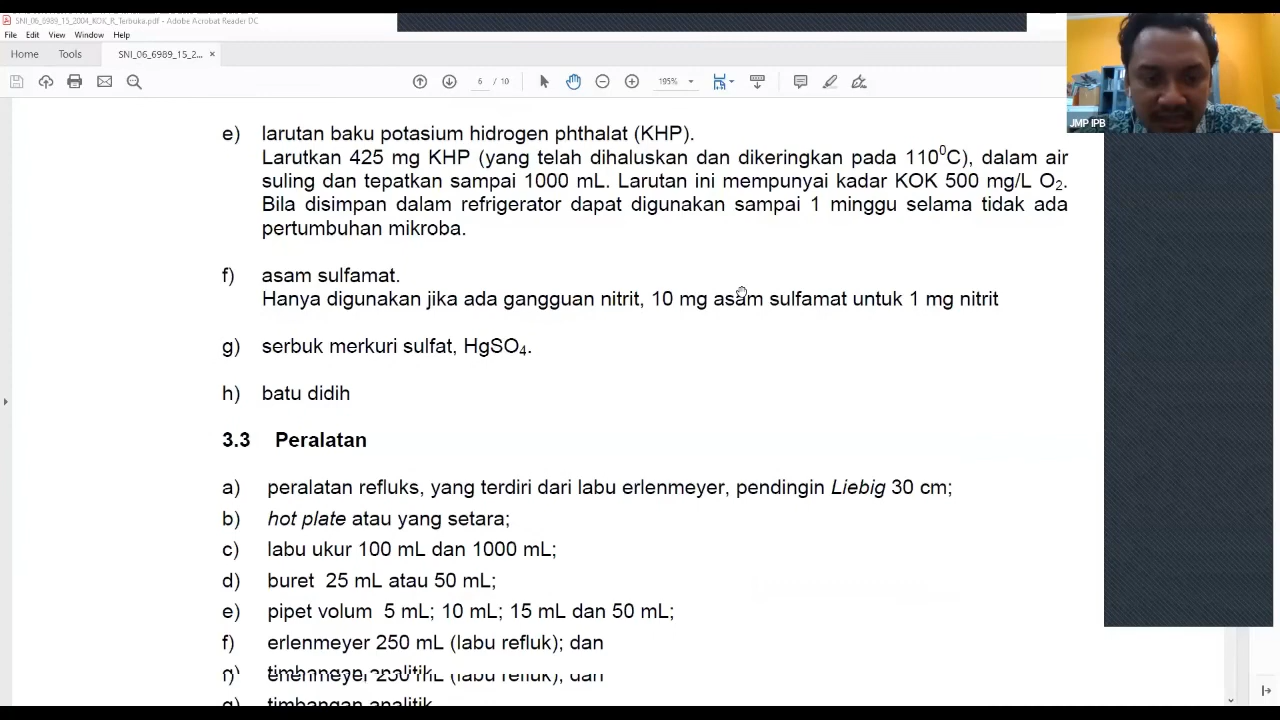 SNI_06_6989_15_2004_KOK_R_Terbuka.pdf - Adobe Acrobat Reader DC
File Edit View Window Help
Home Tools SNI_06_6989_15_2... ×
6 / 10 195%
JMP IPB
e) larutan baku potasium hidrogen phthalat (KHP).
Larutkan 425 mg KHP (yang telah dihaluskan dan dikeringkan pada 110⁰C), dalam air
suling dan tepatkan sampai 1000 mL. Larutan ini mempunyai kadar KOK 500 mg/L O₂.
Bila disimpan dalam refrigerator dapat digunakan sampai 1 minggu selama tidak ada
pertumbuhan mikroba.
f) asam sulfamat.
Hanya digunakan jika ada gangguan nitrit, 10 mg asam sulfamat untuk 1 mg nitrit
g) serbuk merkuri sulfat, HgSO₄.
h) batu didih
3.3 Peralatan
a) peralatan refluks, yang terdiri dari labu erlenmeyer, pendingin Liebig 30 cm;
b) hot plate atau yang setara;
c) labu ukur 100 mL dan 1000 mL;
d) buret 25 mL atau 50 mL;
e) pipet volum 5 mL; 10 mL; 15 mL dan 50 mL;
f) erlenmeyer 250 mL (labu refluk); dan
g) timbangan analitik.